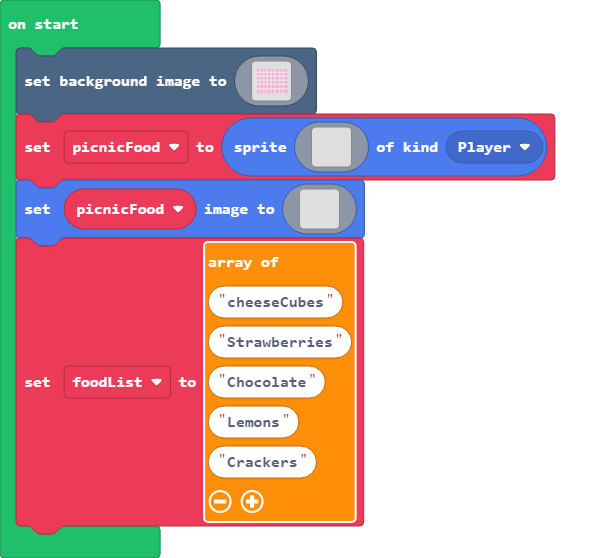 on start
set background image to
set picnicFood to sprite of kind Player
set picnicFood image to
array of
"cheeseCubes"
"Strawberries"
"Chocolate"
set foodList to
"Lemons"
"Crackers"